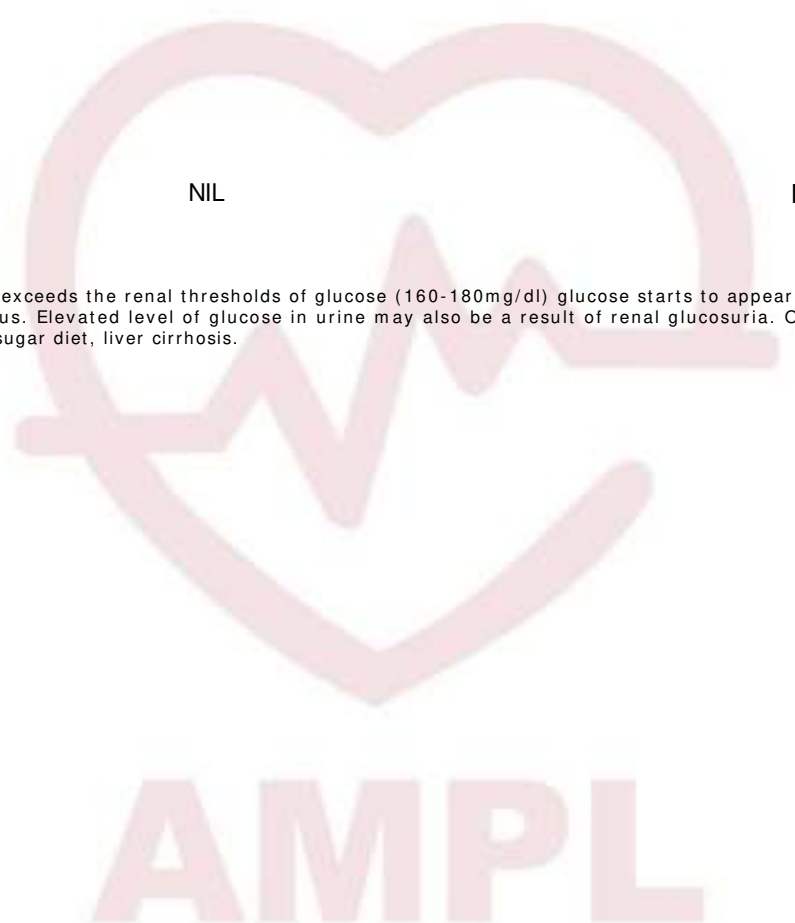 NIL
exceeds the renal thresholds of glucose (160-180mg/dl) glucose starts to appear
us. Elevated level of glucose in urine may also be a result of renal glucosuria. O
sugar diet, liver cirrhosis.
AMPL